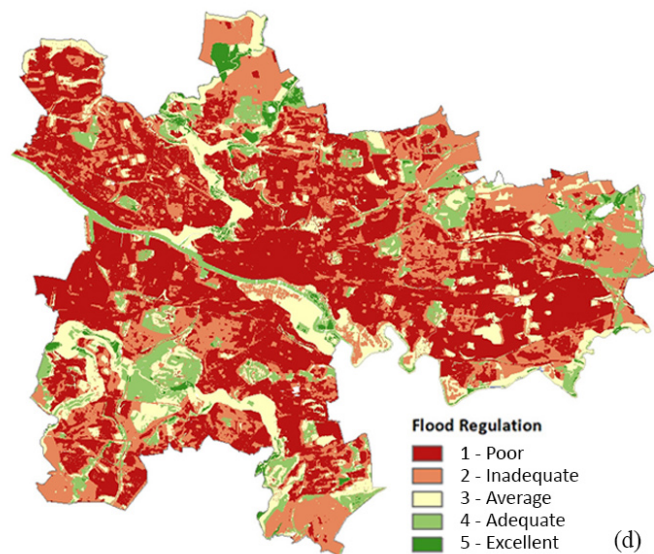 Flood Regulation
1 - Poor
2 - Inadequate
3 - Average
4 - Adequate
5 - Excellent
(d)